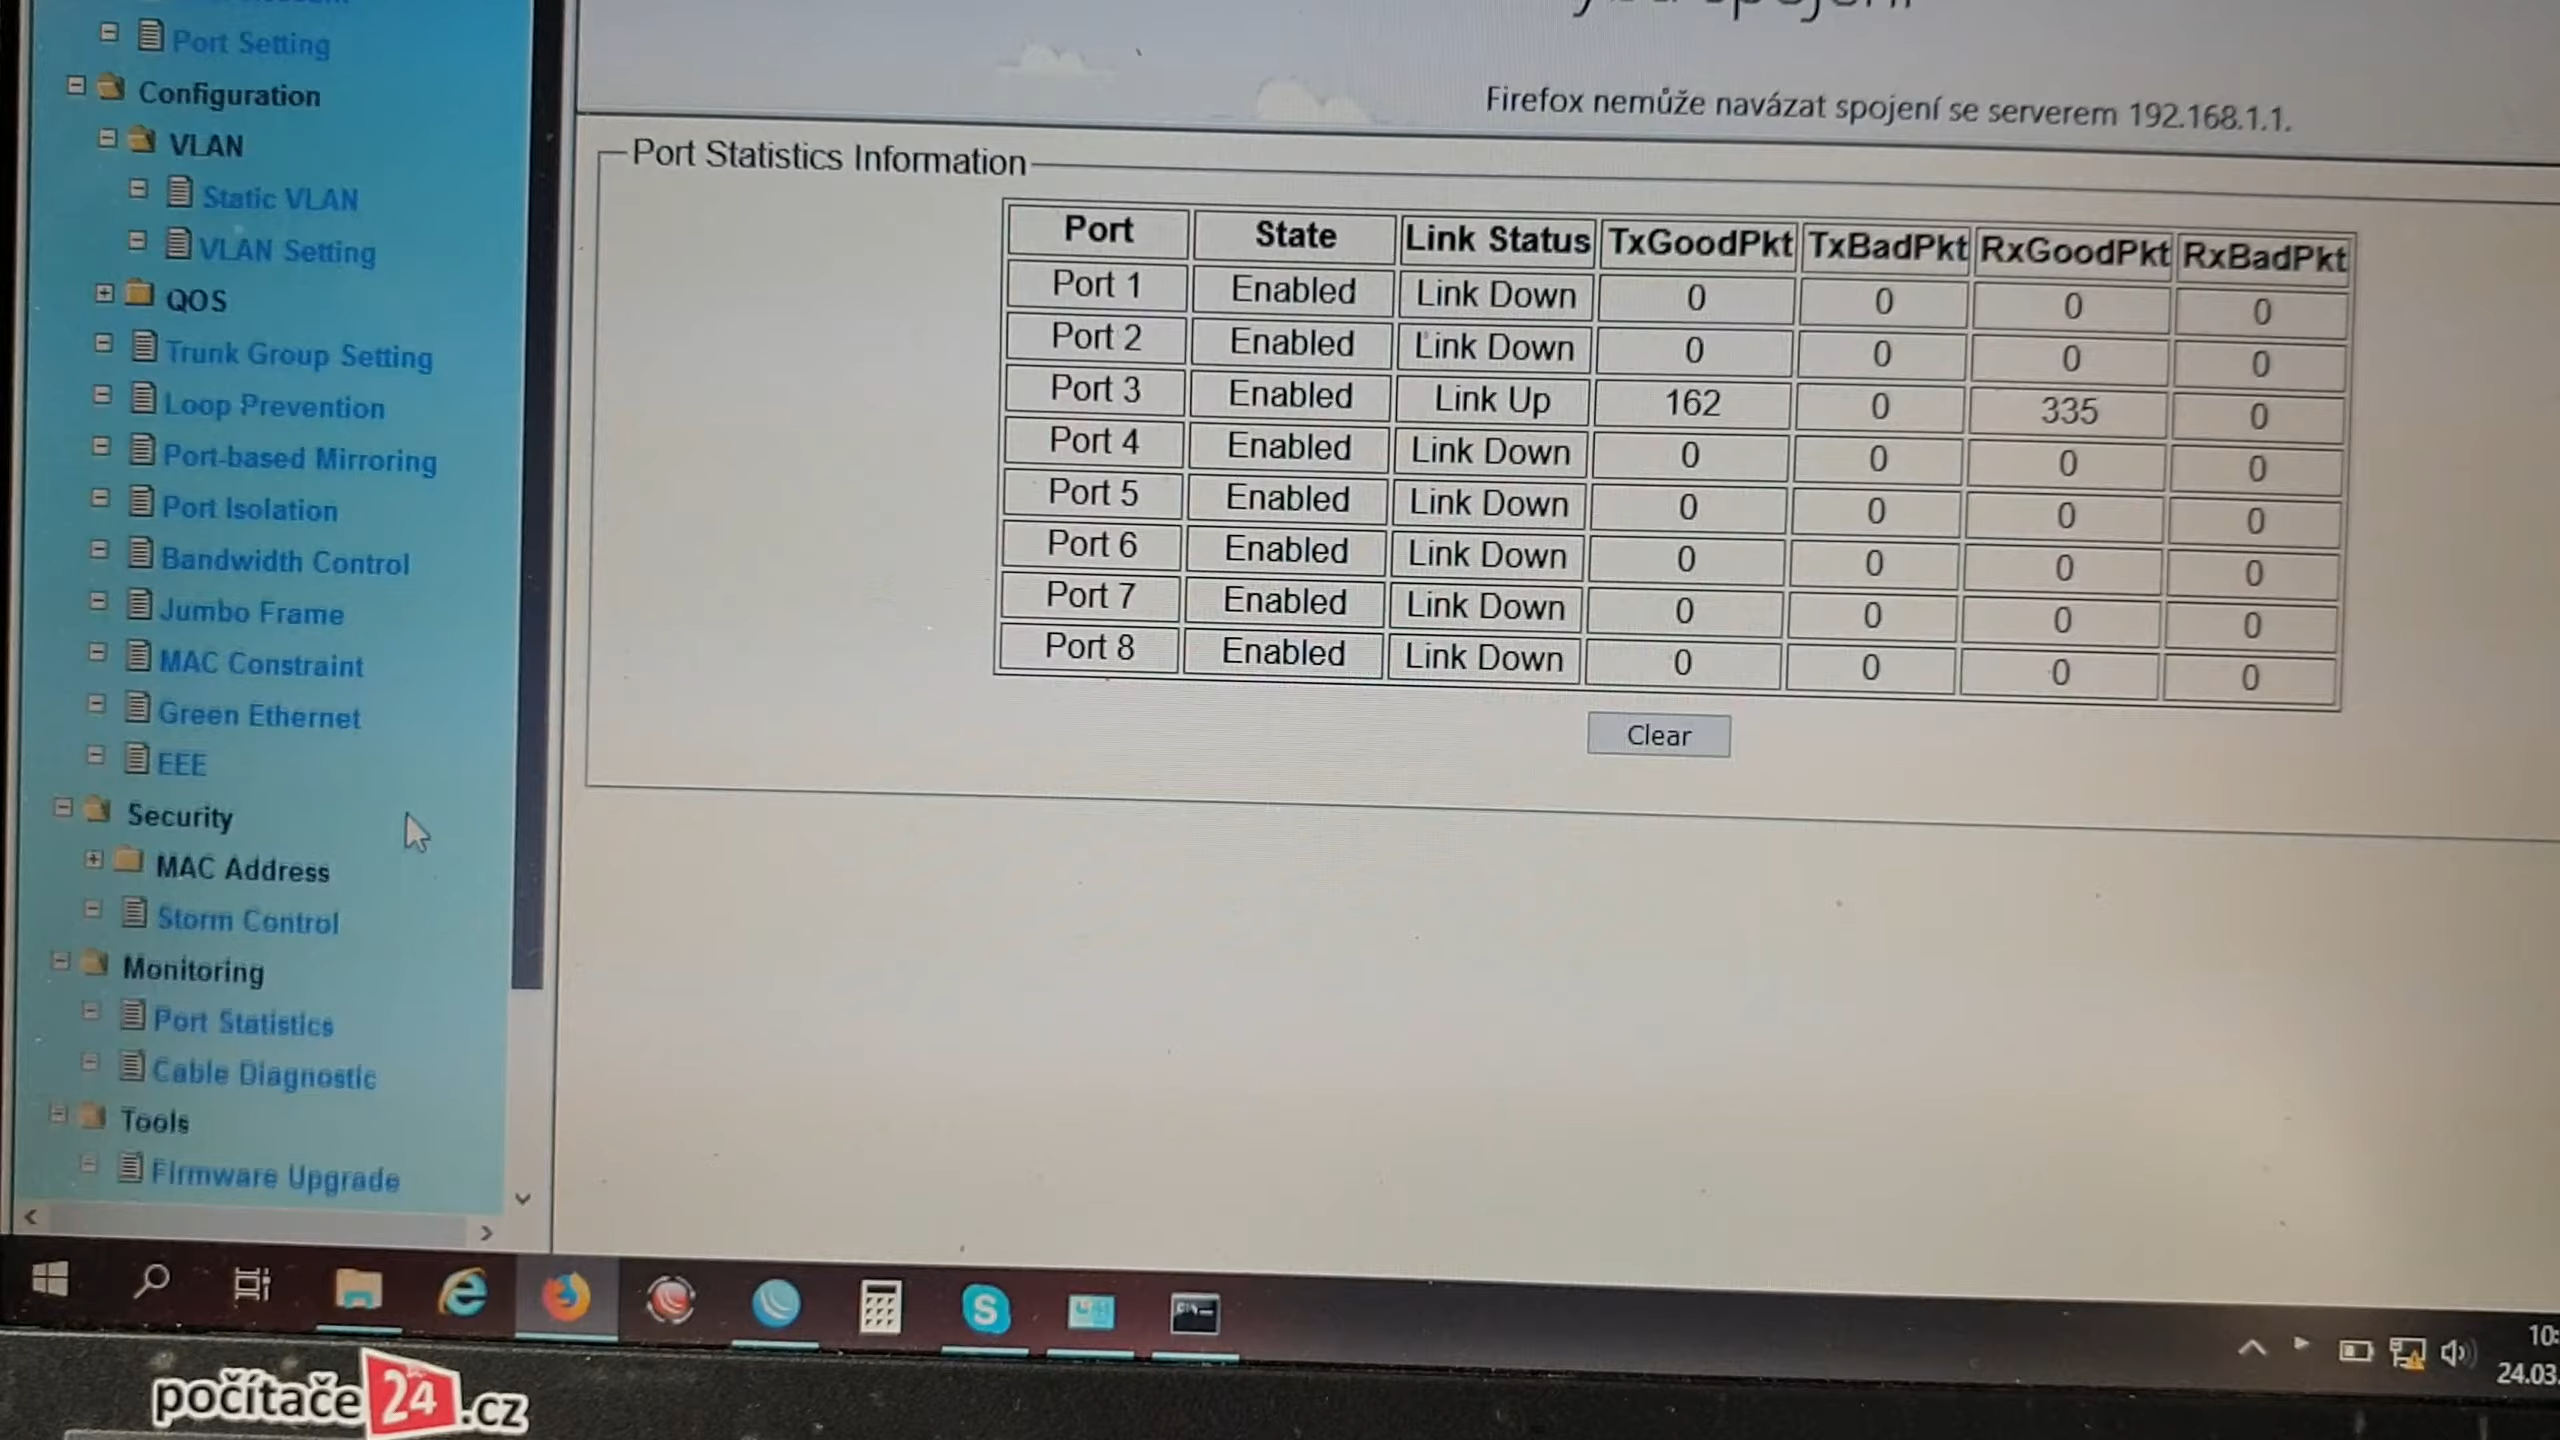 Port Setting
Configuration
VLAN
Static VLAN
VLAN Setting
QOS
Trunk Group Setting
Loop Prevention
Port-based Mirroring
Port Isolation
Bandwidth Control
Jumbo Frame
MAC Constraint
Green Ethernet
EEE
Security
MAC Address
Storm Control
Monitoring
Port Statistics
Cable Diagnostic
Tools
Firmware Upgrade
Firefox nemůže navázat spojení se serverem 192.168.1.1.
Port Statistics Information
Port State Link Status TxGoodPkt TxBadPkt RxGoodPkt RxBadPkt
Port 1 Enabled Link Down 0 0 0 0
Port 2 Enabled Link Down 0 0 0 0
Port 3 Enabled Link Up 162 0 335 0
Port 4 Enabled Link Down 0 0 0 0
Port 5 Enabled Link Down 0 0 0 0
Port 6 Enabled Link Down 0 0 0 0
Port 7 Enabled Link Down 0 0 0 0
Port 8 Enabled Link Down 0 0 0 0
Clear
10:
24.03.
počítače24.cz